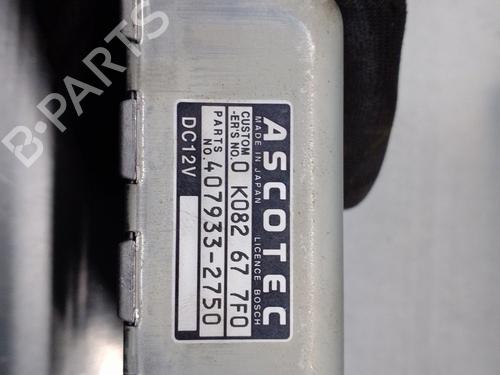 ASCOTEC
MADE IN JAPAN LICENCE BOSCH
CUSTOM
-ER'S NO. 0 K082 67 7F0
PARTS
NO. 407933-2750
DC12V
B-PARTS